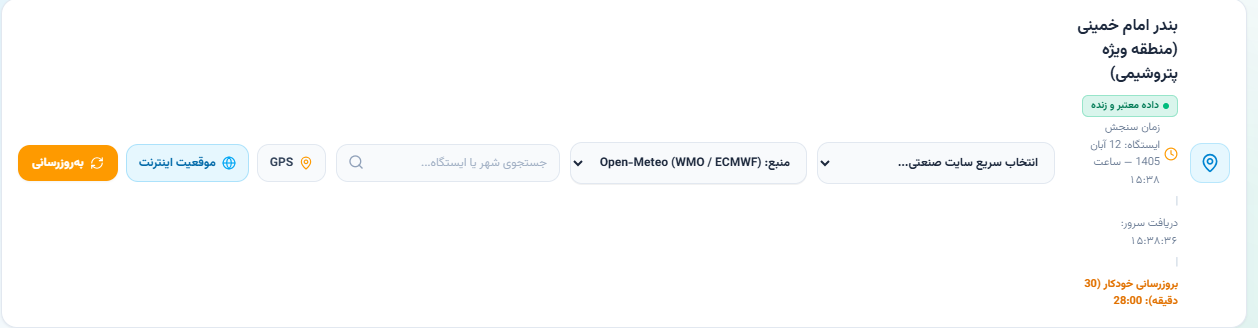 بندر امام خمینی
(منطقه ویژه
پتروشیمی)
داده معتبر و زنده
زمان سنجش
ایستگاه: 12 آبان
1405 – ساعت
۱۵:۳۸
|
دریافت سرور:
۱۵:۳۸:۳۶
|
بروزرسانی خودکار (30
دقیقه): 28:00
انتخاب سریع سایت صنعتی...
منبع: Open-Meteo (WMO / ECMWF)
جستجوی شهر یا ایستگاه...
GPS
موقعیت اینترنت
به‌روزرسانی